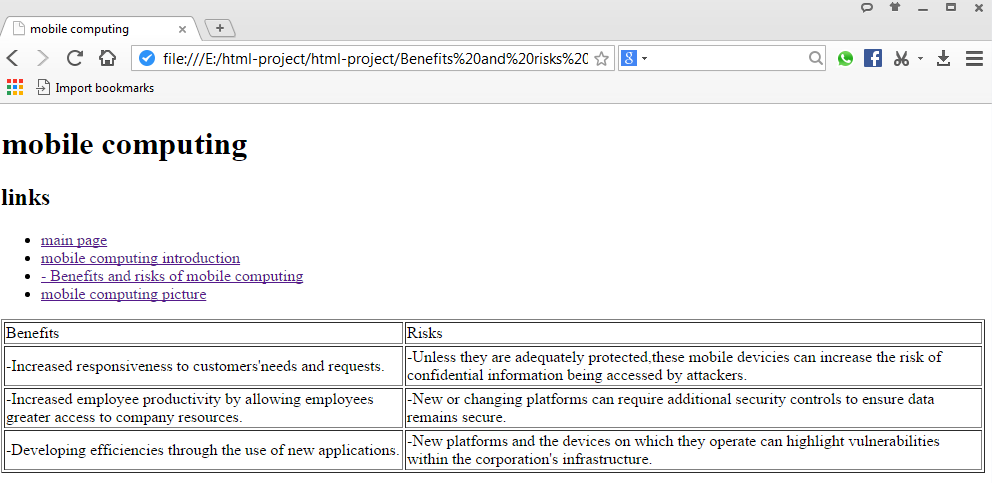 mobile computing
file:///E:/html-project/html-project/Benefits%20and%20risks%20
Import bookmarks
mobile computing
links
main page
mobile computing introduction
- Benefits and risks of mobile computing
mobile computing picture
Benefits
Risks
-Increased responsiveness to customers'needs and requests.
-Unless they are adequately protected,these mobile devicies can increase the risk of
confidential information being accessed by attackers.
-Increased employee productivity by allowing employees
greater access to company resources.
-New or changing platforms can require additional security controls to ensure data
remains secure.
-Developing efficiencies through the use of new applications.
-New platforms and the devices on which they operate can highlight vulnerabilities
within the corporation's infrastructure.